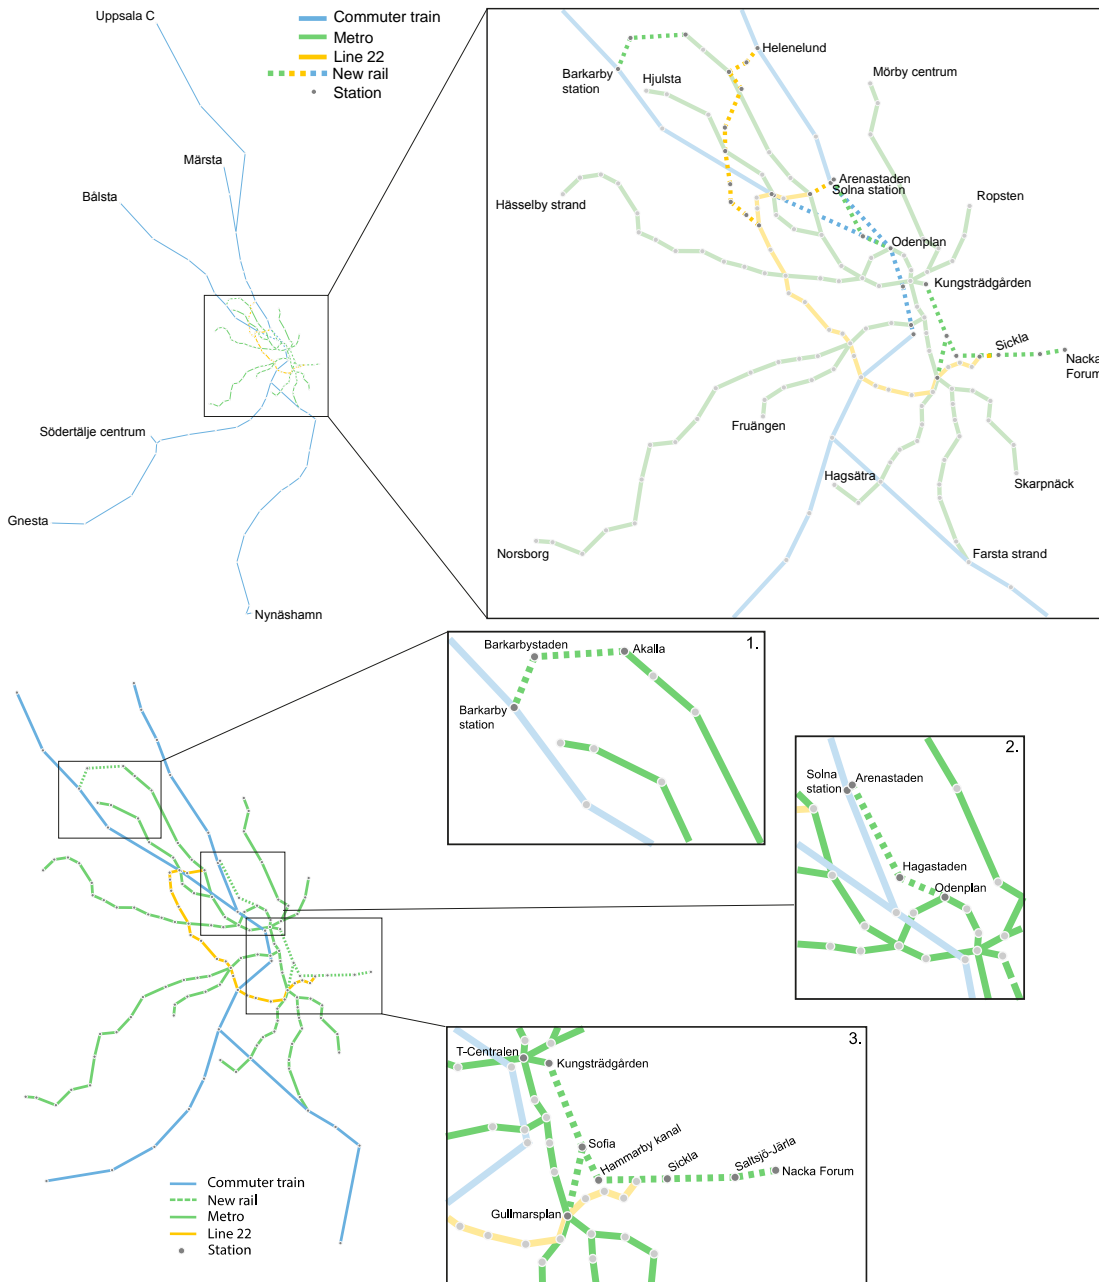 Uppsala C
Commuter train
Metro
Line 22
New rail
Station
Märsta
Bålsta
Södertälje centrum
Gnesta
Nynäshamn
Helenelund
Barkarby
station
Hjulsta
Mörby centrum
Arenastaden
Solna station
Hässelby strand
Ropsten
Odenplan
Kungsträdgården
Sickla
Nacka
Forum
Fruängen
Hagsätra
Skarpnäck
Norsborg
Farsta strand
1.
Barkarbystaden
Akalla
Barkarby
station
2.
Solna
station
Arenastaden
Hagastaden
Odenplan
3.
T-Centralen
Kungsträdgården
Sofia
Hammarby kanal
Sickla
Saltsjö-Järla
Nacka Forum
Gullmarsplan
Commuter train
New rail
Metro
Line 22
Station